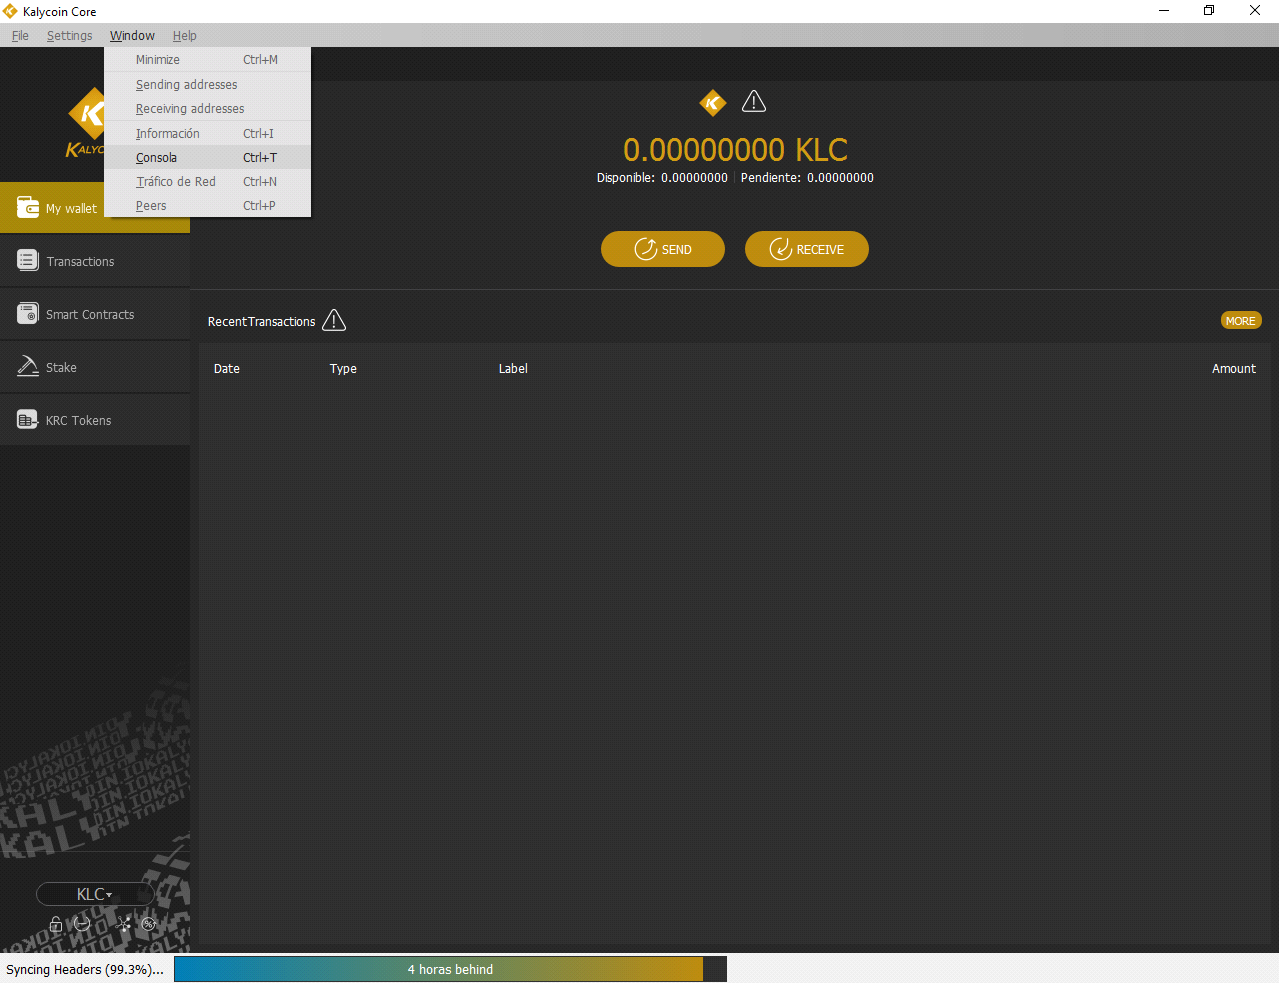 Kalycoin Core
File Settings Window Help
Minimize Ctrl+M
Sending addresses
Receiving addresses
Información Ctrl+I
Consola Ctrl+T
Tráfico de Red Ctrl+N
Peers Ctrl+P
0.00000000 KLC
Disponible: 0.00000000 Pendiente: 0.00000000
SEND RECEIVE
My wallet
Transactions
Smart Contracts
Stake
KRC Tokens
RecentTransactions
MORE
Date Type Label Amount
KLC
Syncing Headers (99.3%)...
4 horas behind